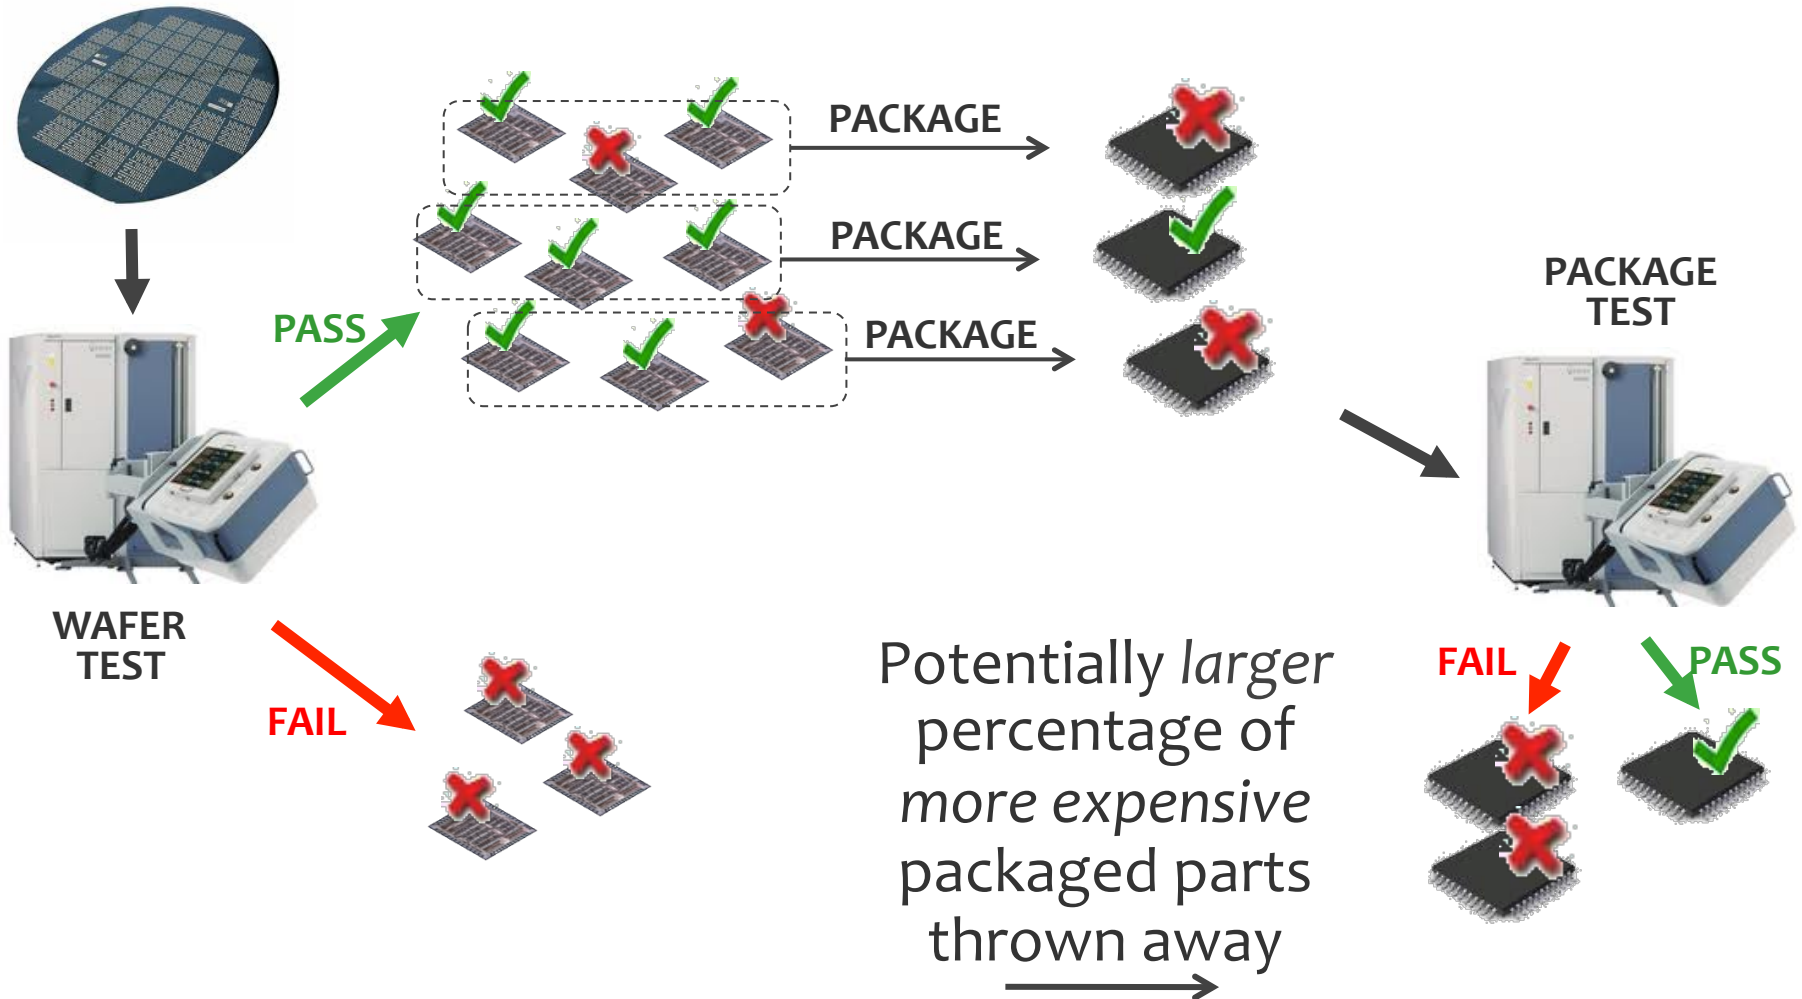 PACKAGE
PACKAGE
PACKAGE
PASS
PACKAGE
TEST
WAFER
TEST
FAIL
Potentially larger
percentage of
more expensive
packaged parts
thrown away
FAIL
PASS